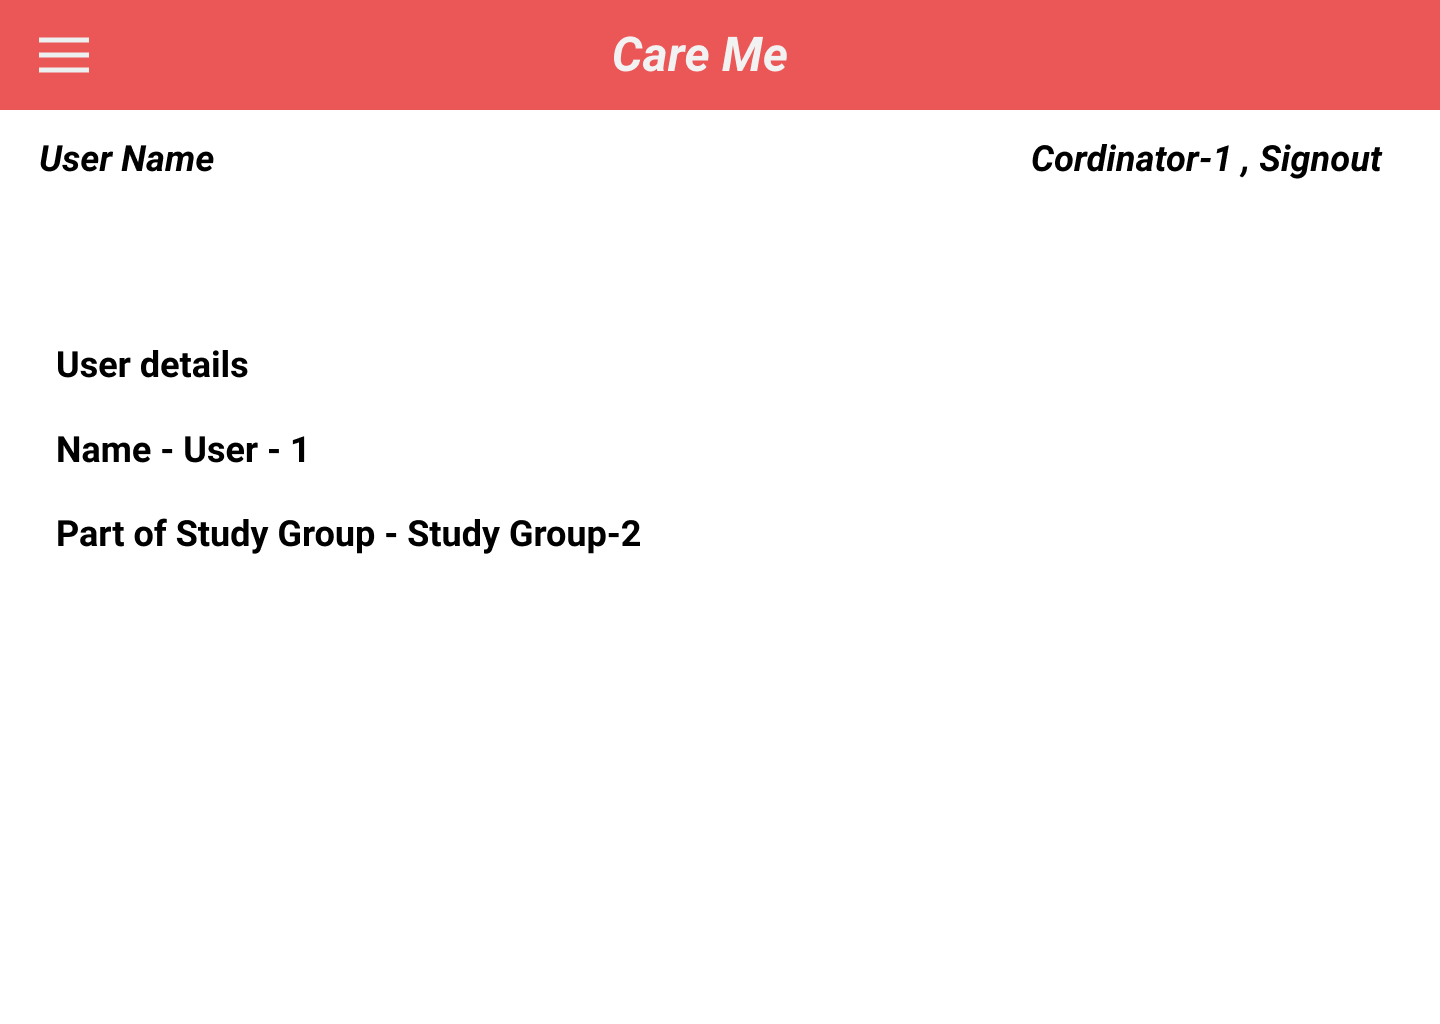 Care Me
User Name
Cordinator-1 , Signout
User details
Name - User - 1
Part of Study Group - Study Group-2